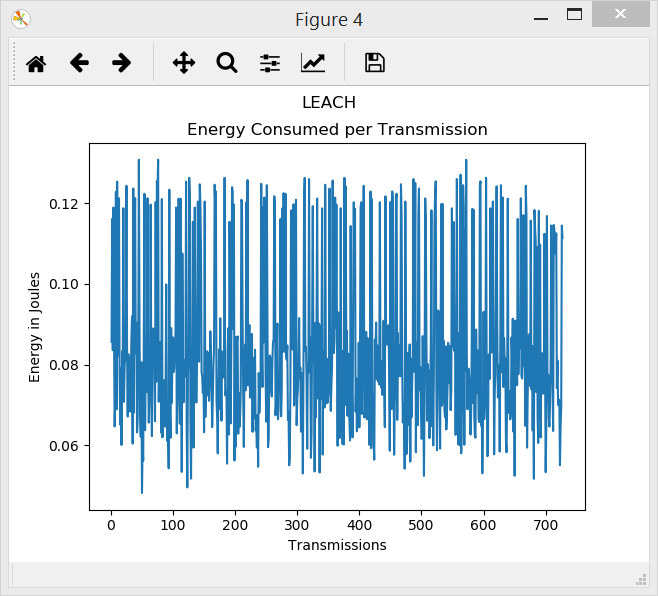 Figure 4
LEACH
Energy Consumed per Transmission
Energy in Joules
0.12
0.10
0.08
0.06
0 100 200 300 400 500 600 700
Transmissions